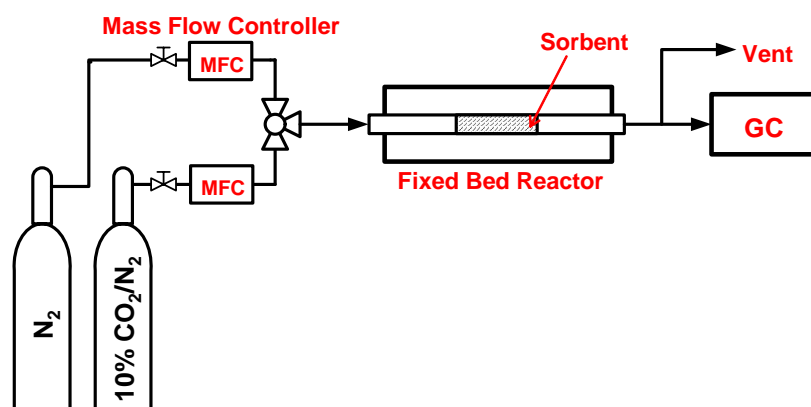 Mass Flow Controller
MFC
Sorbent
Vent
GC
MFC
Fixed Bed Reactor
N₂
10% CO₂/N₂